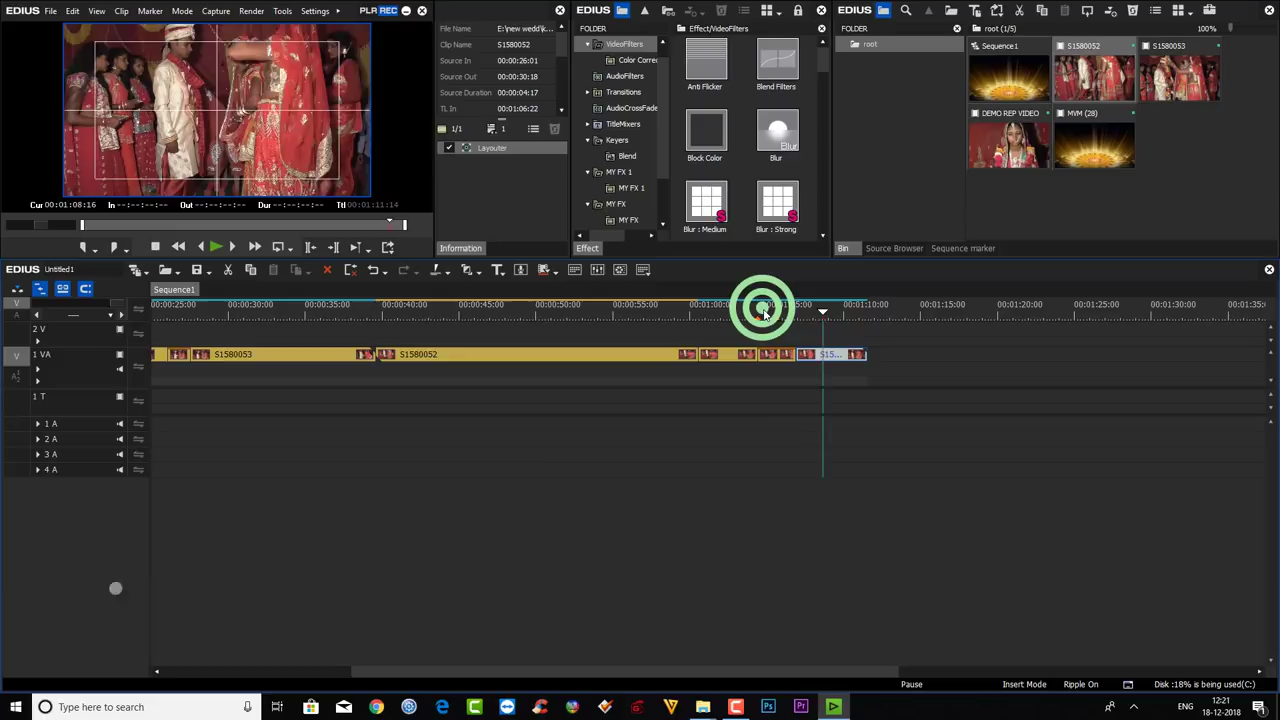 EDIUS File Edit View Clip Marker Mode Capture Render Tools Settings PLR REC
Cur 00:01:08:16 In --:--:--:-- Out --:--:--:-- Dur --:--:--:-- Ttl 00:01:11:14
File Name E:\new wedd\k...
Clip Name S1580052
Source In 00:00:26:01
Source Out 00:00:30:18
Source Duration 00:00:04:17
TL In 00:01:06:22
1/1 1
Layouter
Information
EDIUS
FOLDER
VideoFilters
Color Corre
AudioFilters
Transitions
AudioCrossFade
TitleMixers
Keyers
Blend
MY FX 1
MY FX 1
MY FX
MY FX
Effect
Effect/VideoFilters
Anti Flicker
Blend Filters
Block Color
Blur
Blur
Blur : Medium
S
Blur : Strong
S
EDIUS
FOLDER
root
root (1/5) 100%
Sequence1
S1580052
S1580053
DEMO REP VIDEO
MVM (28)
Bin Source Browser Sequence marker
EDIUS Untitled1
Sequence1
V
A
00:00:25:00 00:00:30:00 00:00:35:00 00:00:40:00 00:00:45:00 00:00:50:00 00:00:55:00 00:01:10:00 00:01:15:00 00:01:20:00 00:01:25:00 00:01:30:00 00:01:35:0
2 V
V 1 VA S1580053 S1580052 S15...
1 T
1 A
2 A
3 A
4 A
Pause Insert Mode Ripple On Disk :18% is being used(C:)
Type here to search
Ps
Pr
ENG
12:21
18-12-2018